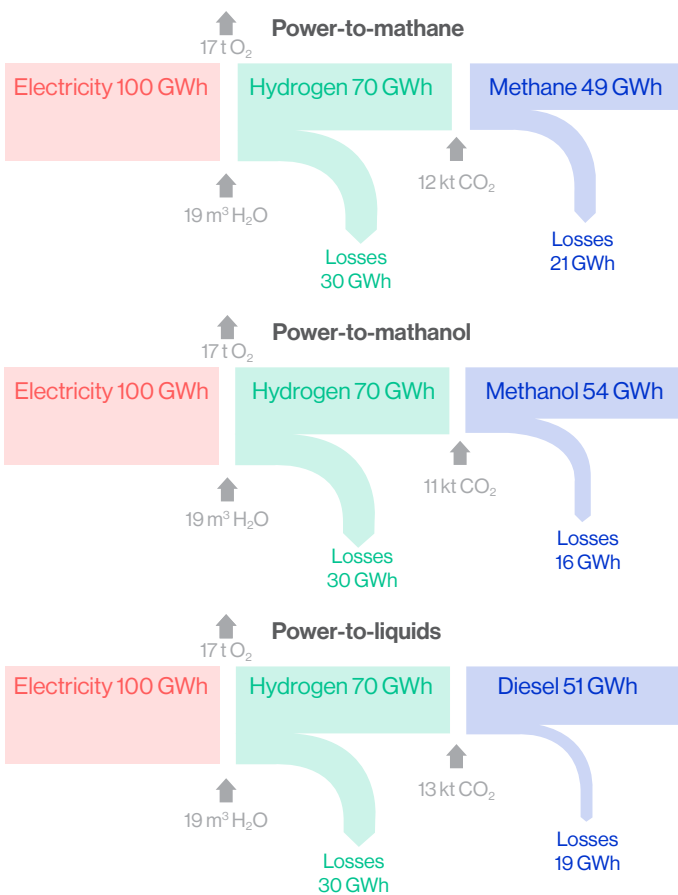 Power-to-mathane
17 t O₂
Electricity 100 GWh
Hydrogen 70 GWh
Methane 49 GWh
12 kt CO₂
19 m³ H₂O
Losses
30 GWh
Losses
21 GWh
Power-to-mathanol
17 t O₂
Electricity 100 GWh
Hydrogen 70 GWh
Methanol 54 GWh
11 kt CO₂
19 m³ H₂O
Losses
30 GWh
Losses
16 GWh
Power-to-liquids
17 t O₂
Electricity 100 GWh
Hydrogen 70 GWh
Diesel 51 GWh
13 kt CO₂
19 m³ H₂O
Losses
30 GWh
Losses
19 GWh